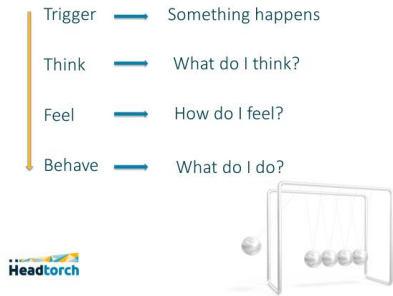 Trigger Something happens
Think What do I think?
Feel How do I feel?
Behave What do I do?
Headtorch